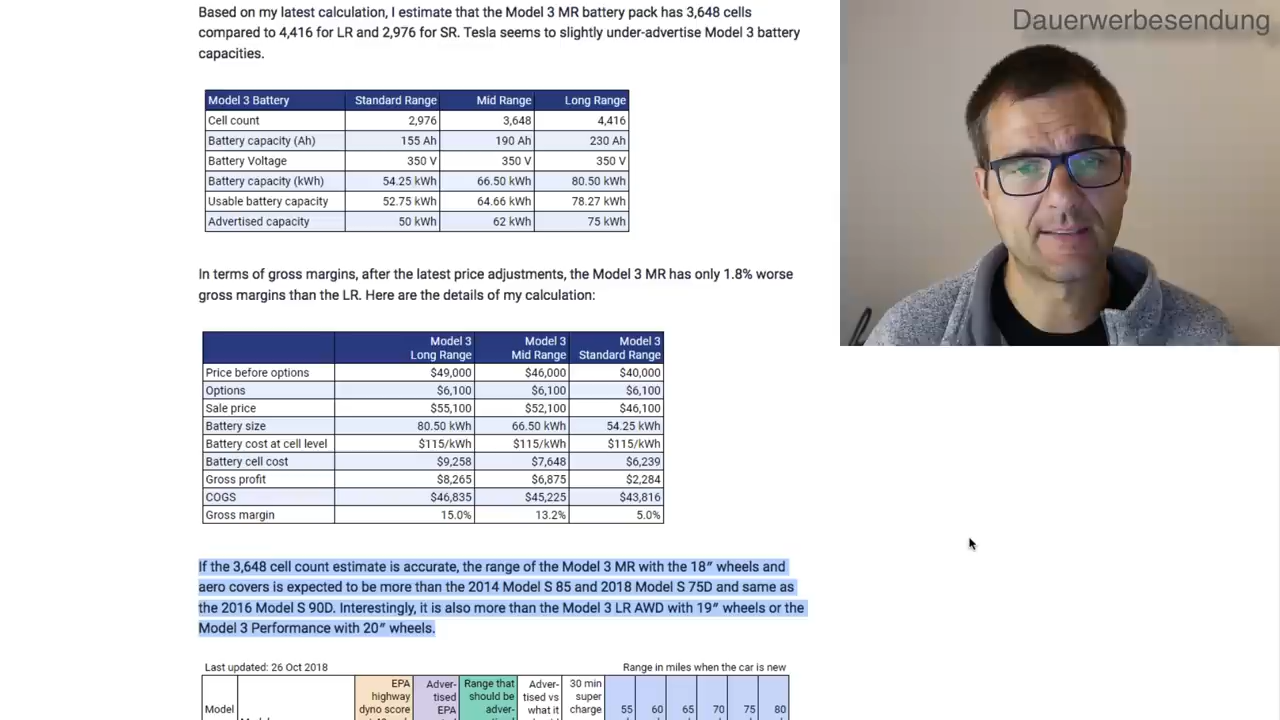 Dauerwerbesendung
Based on my latest calculation, I estimate that the Model 3 MR battery pack has 3,648 cells
compared to 4,416 for LR and 2,976 for SR. Tesla seems to slightly under-advertise Model 3 battery
capacities.
Model 3 Battery Standard Range Mid Range Long Range
Cell count 2,976 3,648 4,416
Battery capacity (Ah) 155 Ah 190 Ah 230 Ah
Battery Voltage 350 V 350 V 350 V
Battery capacity (kWh) 54.25 kWh 66.50 kWh 80.50 kWh
Usable battery capacity 52.75 kWh 64.66 kWh 78.27 kWh
Advertised capacity 50 kWh 62 kWh 75 kWh
In terms of gross margins, after the latest price adjustments, the Model 3 MR has only 1.8% worse
gross margins than the LR. Here are the details of my calculation:
Model 3 Model 3 Model 3
Long Range Mid Range Standard Range
Price before options $49,000 $46,000 $40,000
Options $6,100 $6,100 $6,100
Sale price $55,100 $52,100 $46,100
Battery size 80.50 kWh 66.50 kWh 54.25 kWh
Battery cost at cell level $115/kWh $115/kWh $115/kWh
Battery cell cost $9,258 $7,648 $6,239
Gross profit $8,265 $6,875 $2,284
COGS $46,835 $45,225 $43,816
Gross margin 15.0% 13.2% 5.0%
If the 3,648 cell count estimate is accurate, the range of the Model 3 MR with the 18″ wheels and
aero covers is expected to be more than the 2014 Model S 85 and 2018 Model S 75D and same as
the 2016 Model S 90D. Interestingly, it is also more than the Model 3 LR AWD with 19″ wheels or the
Model 3 Performance with 20″ wheels.
Last updated: 26 Oct 2018 Range in miles when the car is new
EPA Adver- Range that Adver- 30 min
highway tised should be tised vs super
Model dyno score EPA adver- what it charge 55 60 65 70 75 80